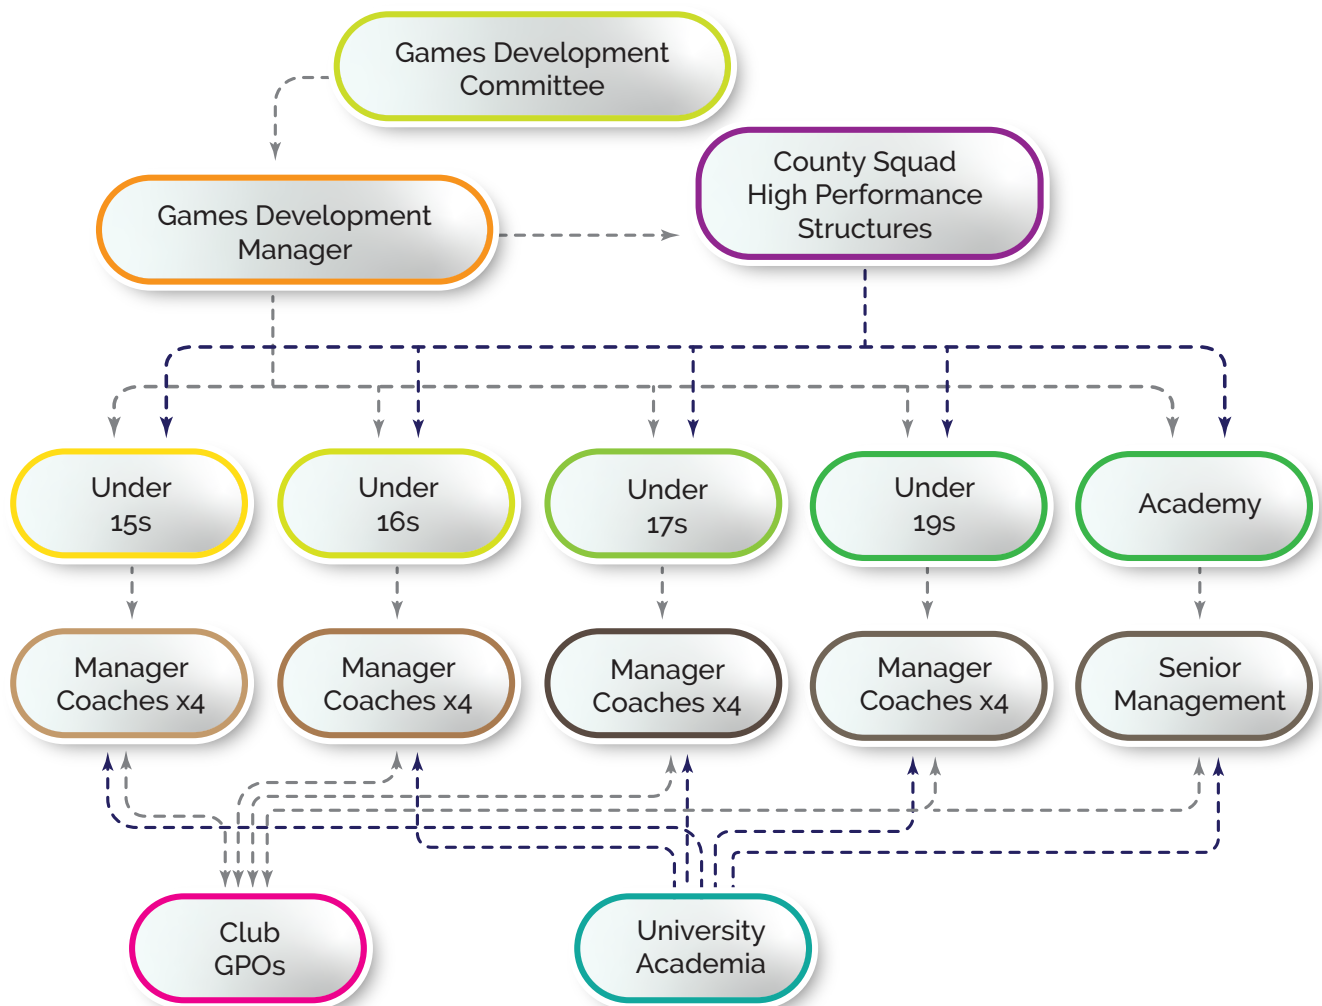 Games Development
Committee
County Squad
High Performance
Structures
Games Development
Manager
Under
15s
Under
16s
Under
17s
Under
19s
Academy
Manager
Coaches x4
Manager
Coaches x4
Manager
Coaches x4
Manager
Coaches x4
Senior
Management
Club
GPOs
University
Academia